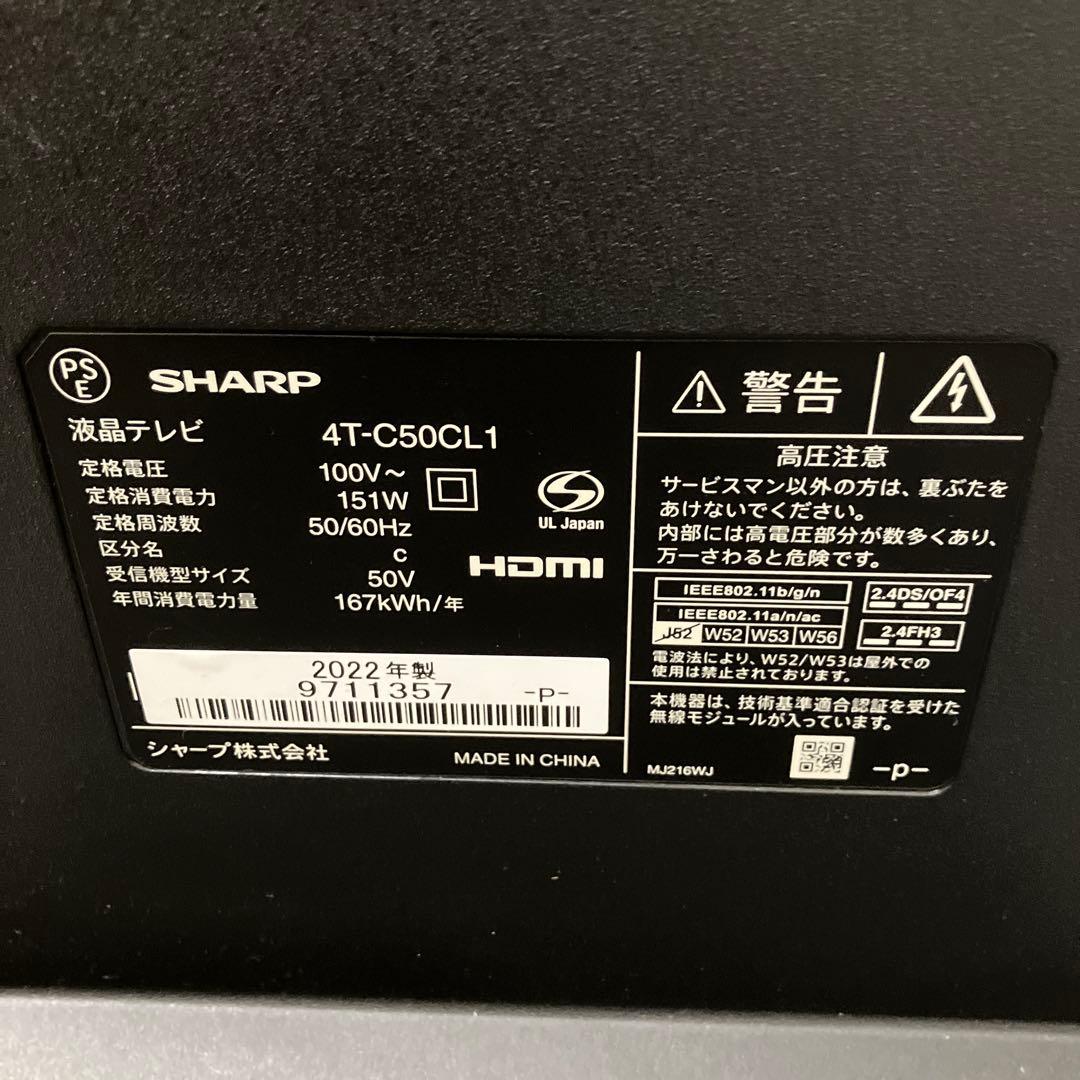 PS
E
SHARP
液晶テレビ 4T-C50CL1
定格電圧 100V～
定格消費電力 151W
定格周波数 50/60Hz
区分名 c
受信機型サイズ 50V
年間消費電力量 167kWh/年
UL Japan
HDMI
2022年製
9711357 -P-
シャープ株式会社 MADE IN CHINA
警告
高圧注意
サービスマン以外の方は、裏ぶたを
あけないでください。
内部には高電圧部分が数多くあり、
万一さわると危険です。
IEEE802.11b/g/n
IEEE802.11a/n/ac
J52 W52 W53 W56
2.4DS/OF4
2.4FH3
電波法により、W52/W53は屋外での
使用は禁止されております。
本機器は、技術基準適合認証を受けた
無線モジュールが入っています。
MJ216WJ -p-